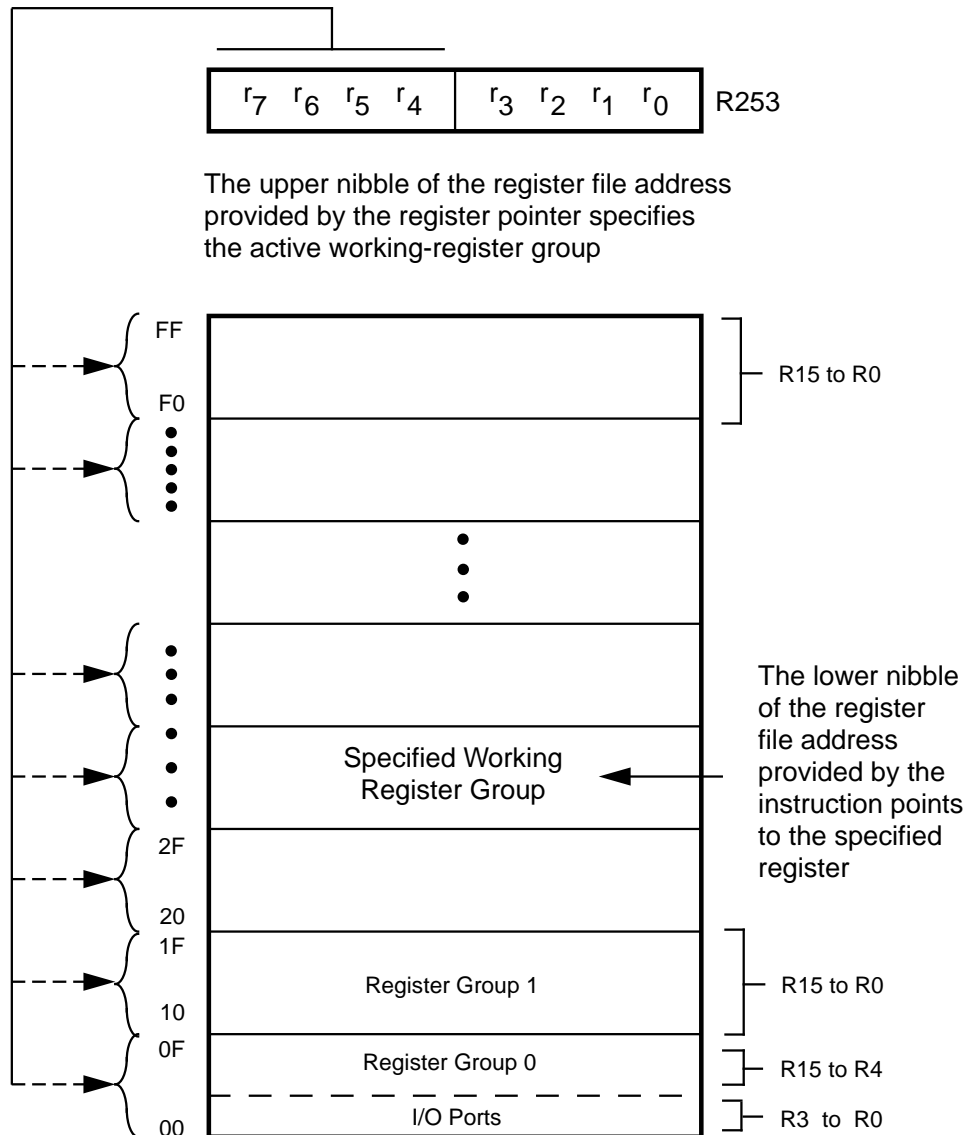 r7 r6 r5 r4 r3 r2 r1 r0 R253
The upper nibble of the register file address
provided by the register pointer specifies
the active working-register group
FF
R15 to R0
F0
The lower nibble
of the register
file address
provided by the
instruction points
to the specified
register
Specified Working
Register Group
2F
20
1F
Register Group 1
R15 to R0
10
0F
Register Group 0
R15 to R4
I/O Ports
R3 to R0
00